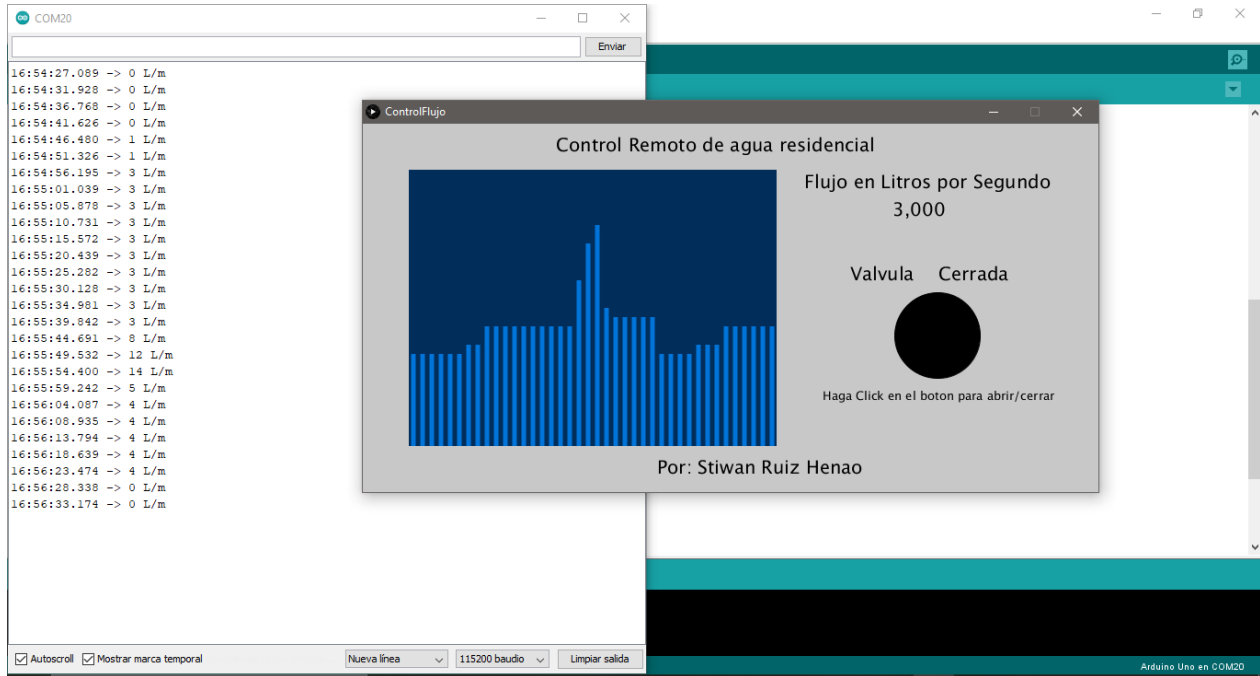 COM20
Enviar
16:54:27.089 -> 0 L/m
16:54:31.928 -> 0 L/m
16:54:36.768 -> 0 L/m
16:54:41.626 -> 0 L/m
16:54:46.480 -> 1 L/m
16:54:51.326 -> 1 L/m
16:54:56.195 -> 3 L/m
16:55:01.039 -> 3 L/m
16:55:05.878 -> 3 L/m
16:55:10.731 -> 3 L/m
16:55:15.572 -> 3 L/m
16:55:20.439 -> 3 L/m
16:55:25.282 -> 3 L/m
16:55:30.128 -> 3 L/m
16:55:34.981 -> 3 L/m
16:55:39.842 -> 3 L/m
16:55:44.691 -> 8 L/m
16:55:49.532 -> 12 L/m
16:55:54.400 -> 14 L/m
16:55:59.242 -> 5 L/m
16:56:04.087 -> 4 L/m
16:56:08.935 -> 4 L/m
16:56:13.794 -> 4 L/m
16:56:18.639 -> 4 L/m
16:56:23.474 -> 4 L/m
16:56:28.338 -> 0 L/m
16:56:33.174 -> 0 L/m
Autoscroll Mostrar marca temporal Nueva línea 115200 baudio Limpiar salida
ControlFlujo
Control Remoto de agua residencial
Flujo en Litros por Segundo
3,000
Valvula Cerrada
Haga Click en el boton para abrir/cerrar
Por: Stiwan Ruiz Henao
Arduino Uno en COM20